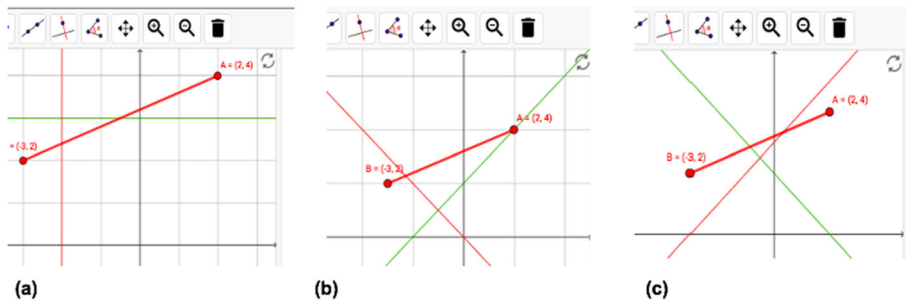 A = (2, 4)
= (-3, 2)
A = (2, 4)
B = (-3, 2)
A = (2, 4)
B = (-3, 2)
(a)
(b)
(c)